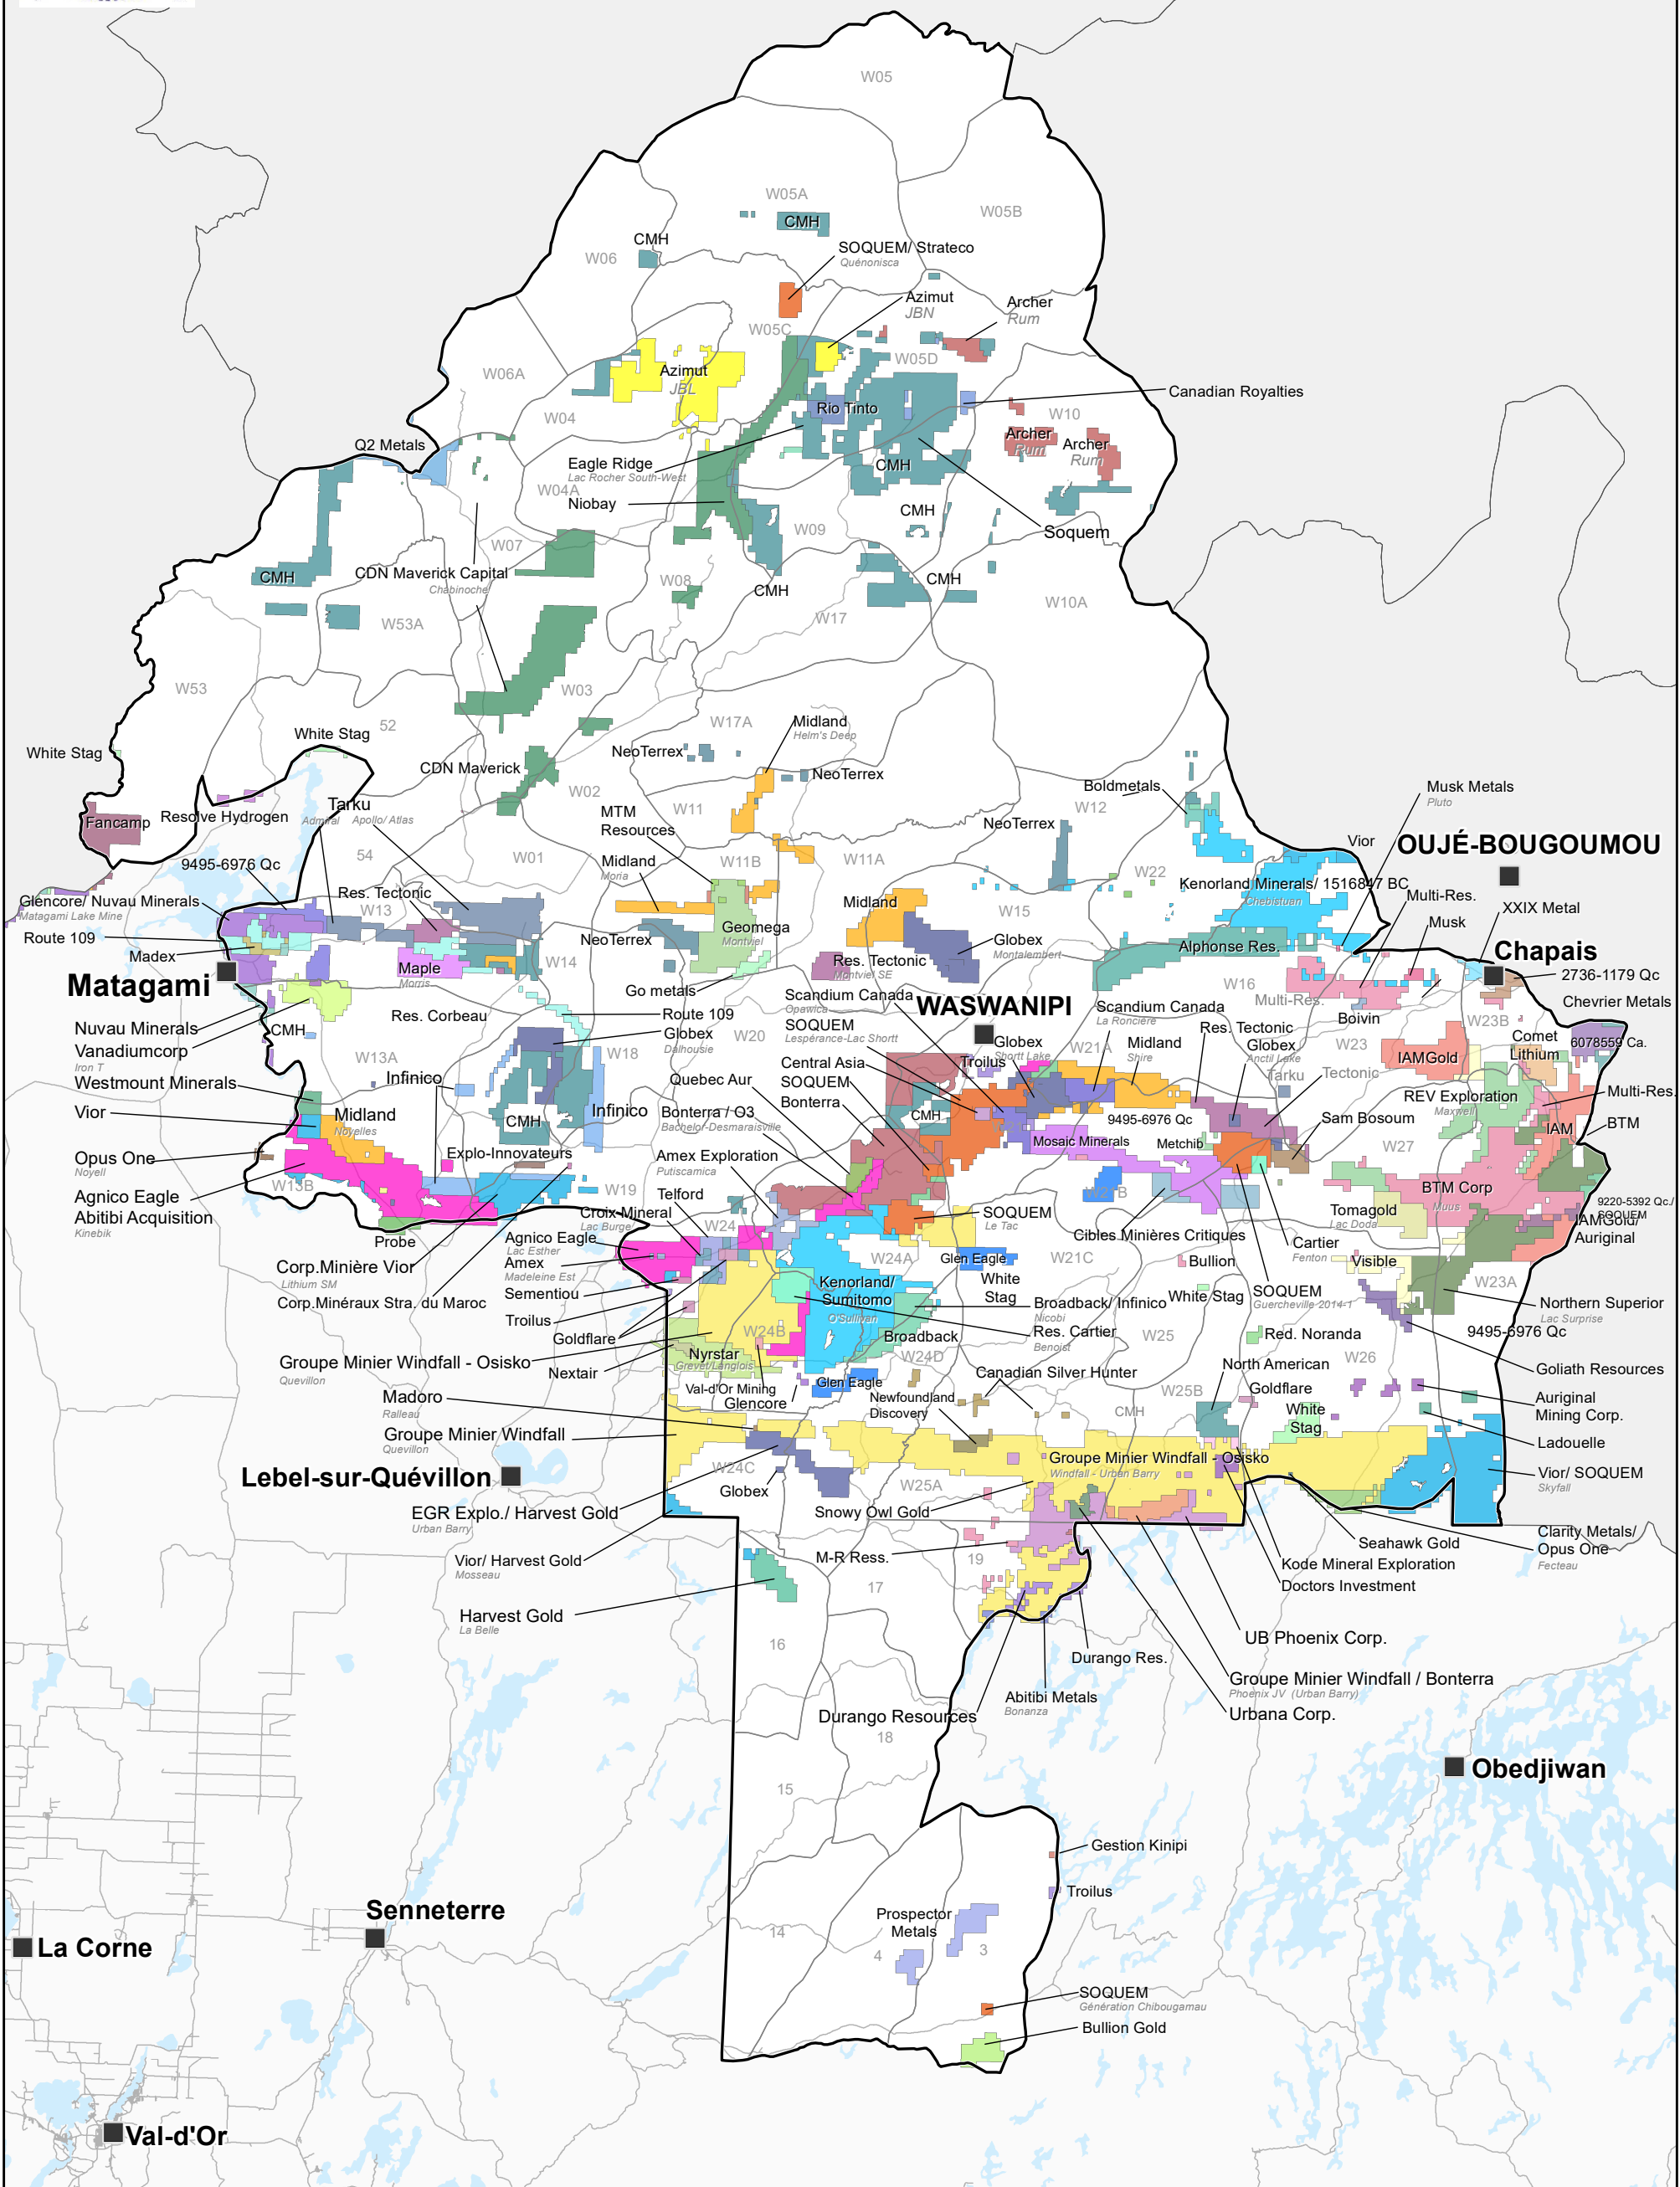 W05
W05A
W05B
CMH
CMH
W06
SOQUEM/ Strateco
Quénonisca
Azimut
JBN
Archer
Rum
W05C
W05D
W06A
Azimut
JBL
Canadian Royalties
Rio Tinto
W04
W10
Q2 Metals
Archer
Rum
Archer
Rum
Eagle Ridge
Lac Rocher South-West
CMH
W04A
Niobay
CMH
W09
Soquem
W07
CDN Maverick Capital
Chabinoche
CMH
W08
CMH
CMH
W10A
W53A
W17
W53
W03
52
W17A
Midland
Helm's Deep
White Stag
White Stag
NeoTerrex
CDN Maverick
NeoTerrex
W02
Boldmetals
Musk Metals
Pluto
Tarku
Admiral
Apollo/ Atlas
Resolve Hydrogen
Fancamp
MTM
Resources
W11
W12
NeoTerrex
Vior
OUJÉ-BOUGOUMOU
54
W01
9495-6976 Qc
Midland
Moria
W11B
W11A
W22
Kenorland Minerals/ 1516847 BC
Chebistuan
Multi-Res.
Glencore/ Nuvau Minerals
Matagami Lake Mine
Res. Tectonic
W13
Midland
W15
XXIX Metal
Musk
Route 109
Geomega
Montviel
NeoTerrex
Globex
Montalembert
Alphonse Res.
Chapais
Madex
Maple
Morris
W14
Res. Tectonic
Montviel SE
2736-1179 Qc
Matagami
Go metals
Scandium Canada
Opawica
WASWANIPI
W16
Multi-Res.
Chevrier Metals
Nuvau Minerals
CMH
Res. Corbeau
Route 109
Globex
Dalhousie
W20
SOQUEM
Lespérance-Lac Shortt
Scandium Canada
La Roncière
Boivin
W23B
Vanadiumcorp
Iron T
Globex
Shortt Lake
Res. Tectonic
Globex
Anctil Lake
Midland
Shire
W21A
W23
Comet
Lithium
6078559 Ca.
W13A
W18
Central Asia
Troilus
IAMGold
Westmount Minerals
Infinico
Quebec Aur
SOQUEM
Tarku
Tectonic
Multi-Res.
Vior
Midland
Noyelles
CMH
Infinico
Bonterra / O3
Bachelor-Desmaraisville
Bonterra
CMH
9495-6976 Qc
Sam Bosoum
REV Exploration
Maxwell
IAM
BTM
Opus One
Noyell
Explo-Innovateurs
Amex Exploration
Putiscamica
Mosaic Minerals
Metchib
W27
Agnico Eagle
Abitibi Acquisition
Kinebik
W13B
W19
Telford
W21B
BTM Corp
Muus
9220-5392 Qc./
SOQUEM
Croix Mineral
Lac Burge/
SOQUEM
Le Tac
Tomagold
Lac Doda
IAMGold/
Auriginal
Probe
Agnico Eagle
Lac Esther
W24
W24A
Cibles Minières Critiques
Cartier
Fenton
Corp.Minière Vior
Lithium SM
Amex
Madeleine Est
Glen Eagle
W21C
Bullion
Visible
Corp.Minéraux Stra. du Maroc
Sementiou
Kenorland/
Sumitomo
O'Sullivan
White
Stag
White Stag
SOQUEM
Guercheville 2014-1
W23A
Troilus
Broadback/ Infinico
Nicobi
Northern Superior
Lac Surprise
Goldflare
W24B
Broadback
Res. Cartier
Benoist
W25
Red. Noranda
9495-6976 Qc
Groupe Minier Windfall - Osisko
Quevillon
Nyrstar
Grevet/Langlois
W24D
W26
Goliath Resources
Nextair
Val-d'Or Mining
Glencore
Glen Eagle
Canadian Silver Hunter
North American
Madoro
Ralleau
Newfoundland
Discovery
W25B
Goldflare
Auriginal
Mining Corp.
CMH
White
Stag
Groupe Minier Windfall
Quevillon
Ladouelle
Lebel-sur-Quévillon
W24C
Groupe Minier Windfall - Osisko
Windfall - Urban Barry
Vior/ SOQUEM
Skyfall
Globex
W25A
EGR Explo./ Harvest Gold
Urban Barry
Snowy Owl Gold
Seahawk Gold
Clarity Metals/
Opus One
Fecteau
Vior/ Harvest Gold
Mosseau
M-R Ress.
19
Kode Mineral Exploration
Doctors Investment
17
Harvest Gold
La Belle
16
UB Phoenix Corp.
Durango Res.
Groupe Minier Windfall / Bonterra
Phoenix JV (Urban Barry)
Abitibi Metals
Bonanza
Durango Resources
Urbana Corp.
18
Obedjiwan
15
Gestion Kinipi
Troilus
Senneterre
Prospector
Metals
14
4
3
La Corne
SOQUEM
Génération Chibougamau
Bullion Gold
Val-d'Or